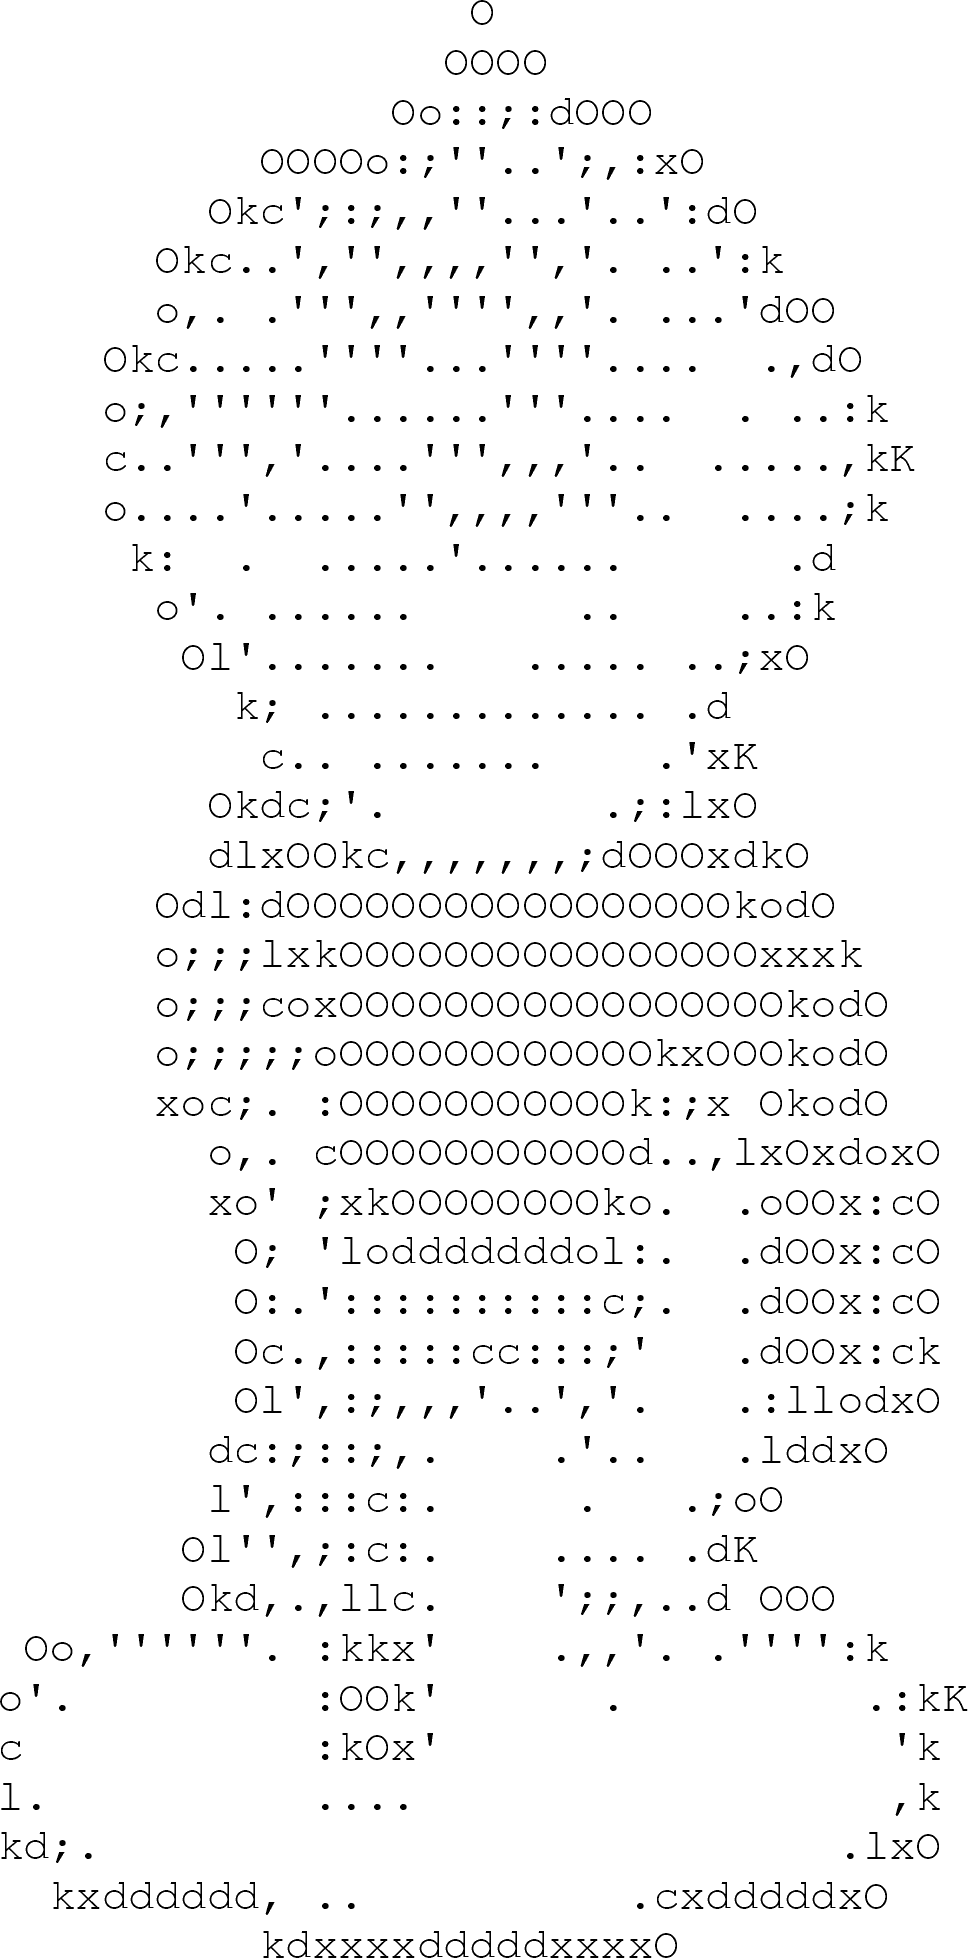 O
OOOO
Oo::;:dOOO
OOOOo:;''..';,:xO
Okc';:;,,''...'..':dO
Okc..','',,,,'','. ..':k
o,. .''',,'''',,'. ...'dOO
Okc.....''''...''''....  .,dO
o;,''''''......'''....  . ..:k
c..''','....''',,,'..  .....,kK
o....'.....'',,,,'''..  ....;k
k:  .  .....'......      .d
o'. ......      ..    ..:k
Ol'.......   ..... ..;xO
k; ............. .d
c.. .......    .'xK
Okdc;'.        .;:lxO
dlxOOkc,,,,,,,;dOOOxdkO
Odl:dOOOOOOOOOOOOOOOOOkodO
o;;;lxkOOOOOOOOOOOOOOOOxxxk
o;;;coxOOOOOOOOOOOOOOOOOkodO
o;;;;;oOOOOOOOOOOOOkxOOOkodO
xoc;. :OOOOOOOOOOOk:;x OkodO
o,. cOOOOOOOOOOOd..,lxOxdoxO
xo' ;xkOOOOOOOOko.  .oOOx:cO
O; 'lodddddddol:.  .dOOx:cO
O:.'::::::::::c;.  .dOOx:cO
Oc.,:::::cc:::;'   .dOOx:ck
Ol',:;,,,'..','.   .:llodxO
dc:;::;,.    .'..   .lddxO
l',:::c:.     .   .;oO
Ol'',;:c:.    .... .dK
Okd,.,llc.    ';;,..d OOO
Oo,''''''. :kkx'    .,,'. .'''':k
o'.         :OOk'      .         .:kK
c           :kOx'                 'k
l.          ....                  ,k
kd;.                            .lxO
kxdddddd, ..          .cxdddddxO
kdxxxxdddddxxxxO